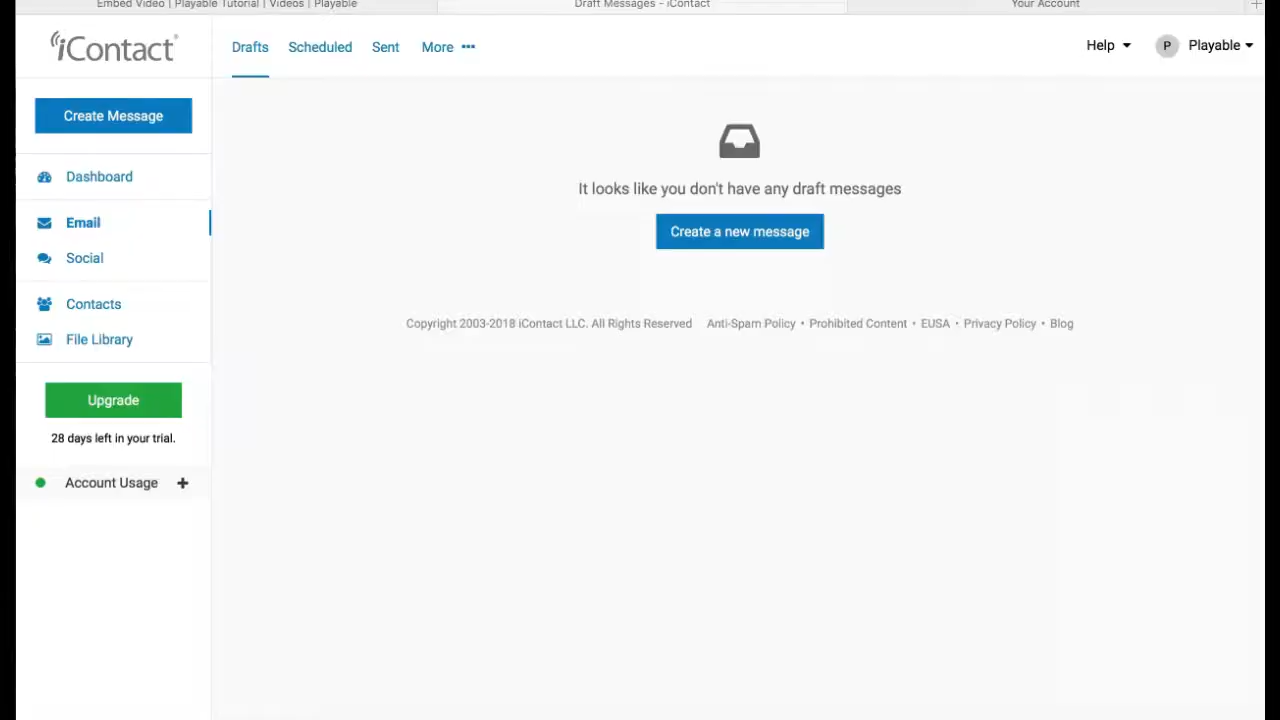 Embed Video | Playable Tutorial | Videos | Playable
Draft Messages - iContact
Your Account
iContact
Drafts
Scheduled
Sent
More
Help
P
Playable
Create Message
Dashboard
Email
Social
Contacts
File Library
Upgrade
28 days left in your trial.
Account Usage
It looks like you don't have any draft messages
Create a new message
Copyright 2003-2018 iContact LLC. All Rights Reserved Anti-Spam Policy • Prohibited Content • EUSA • Privacy Policy • Blog